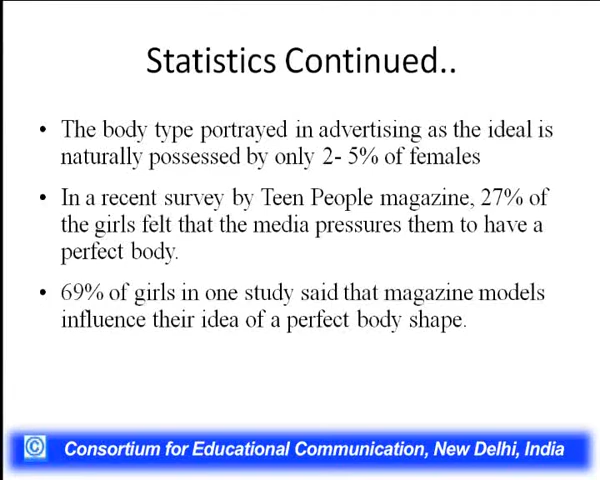 Statistics Continued..
• The body type portrayed in advertising as the ideal is
naturally possessed by only 2- 5% of females
• In a recent survey by Teen People magazine, 27% of
the girls felt that the media pressures them to have a
perfect body.
• 69% of girls in one study said that magazine models
influence their idea of a perfect body shape.
© Consortium for Educational Communication, New Delhi, India